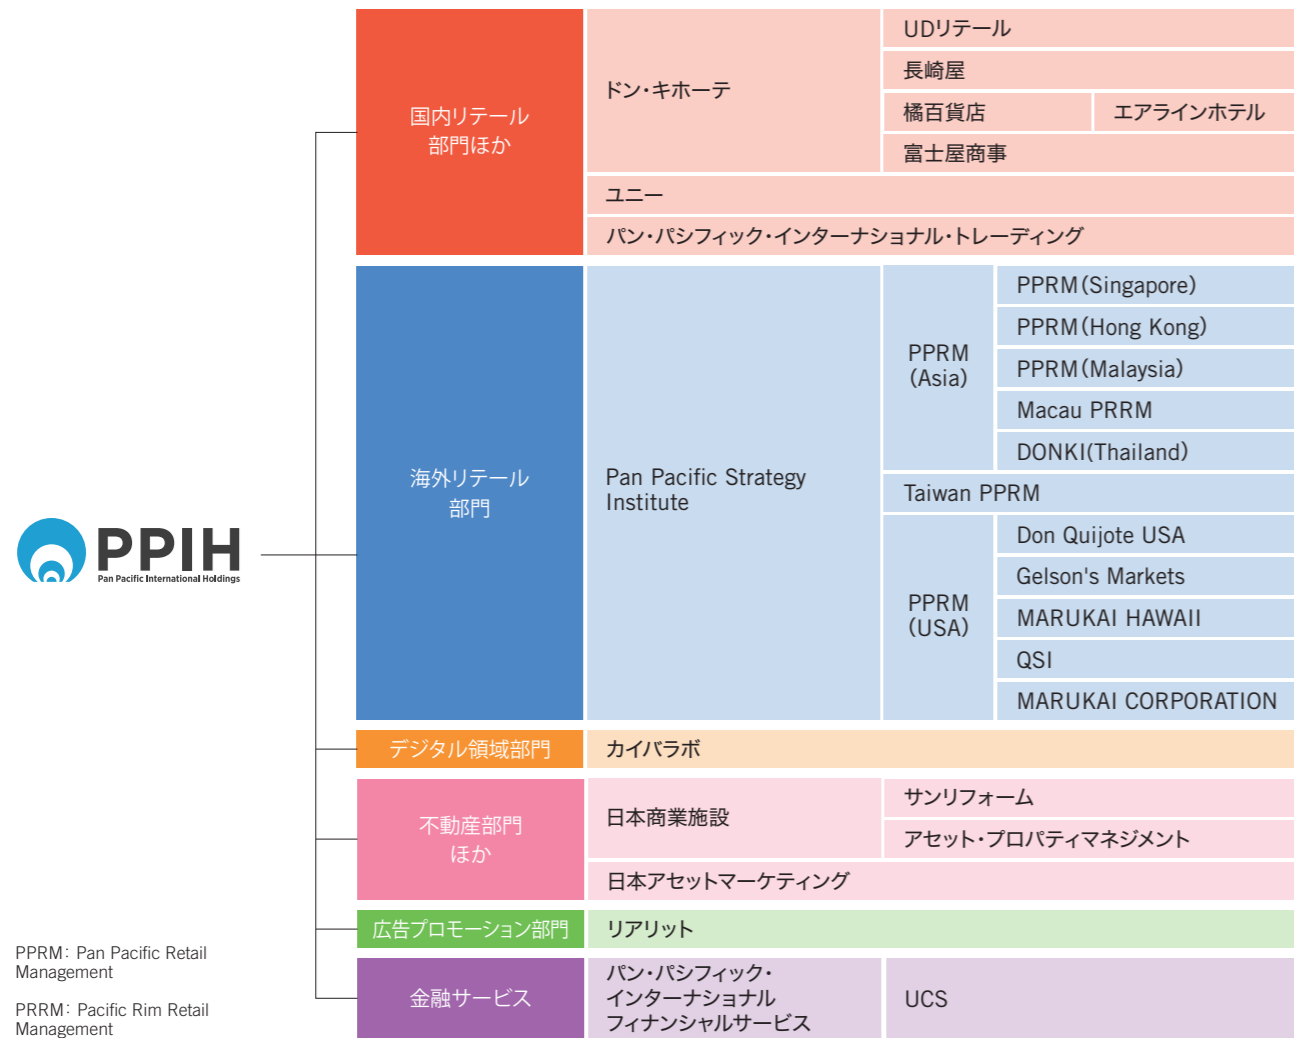 国内リテール
部門ほか
ドン・キホーテ
UDリテール
長崎屋
橘百貨店
エアラインホテル
富士屋商事
ユニー
パン・パシフィック・インターナショナル・トレーディング
海外リテール
部門
Pan Pacific Strategy
Institute
PPRM
(Asia)
PPRM(Singapore)
PPRM(Hong Kong)
PPRM(Malaysia)
Macau PRRM
DONKI(Thailand)
Taiwan PPRM
PPRM
(USA)
Don Quijote USA
Gelson's Markets
MARUKAI HAWAII
QSI
MARUKAI CORPORATION
PPIH
Pan Pacific International Holdings
デジタル領域部門
カイバラボ
不動産部門
ほか
日本商業施設
サンリフォーム
アセット・プロパティマネジメント
日本アセットマーケティング
広告プロモーション部門
リアリット
金融サービス
パン・パシフィック・
インターナショナル
フィナンシャルサービス
UCS
PPRM: Pan Pacific Retail
Management
PRRM: Pacific Rim Retail
Management